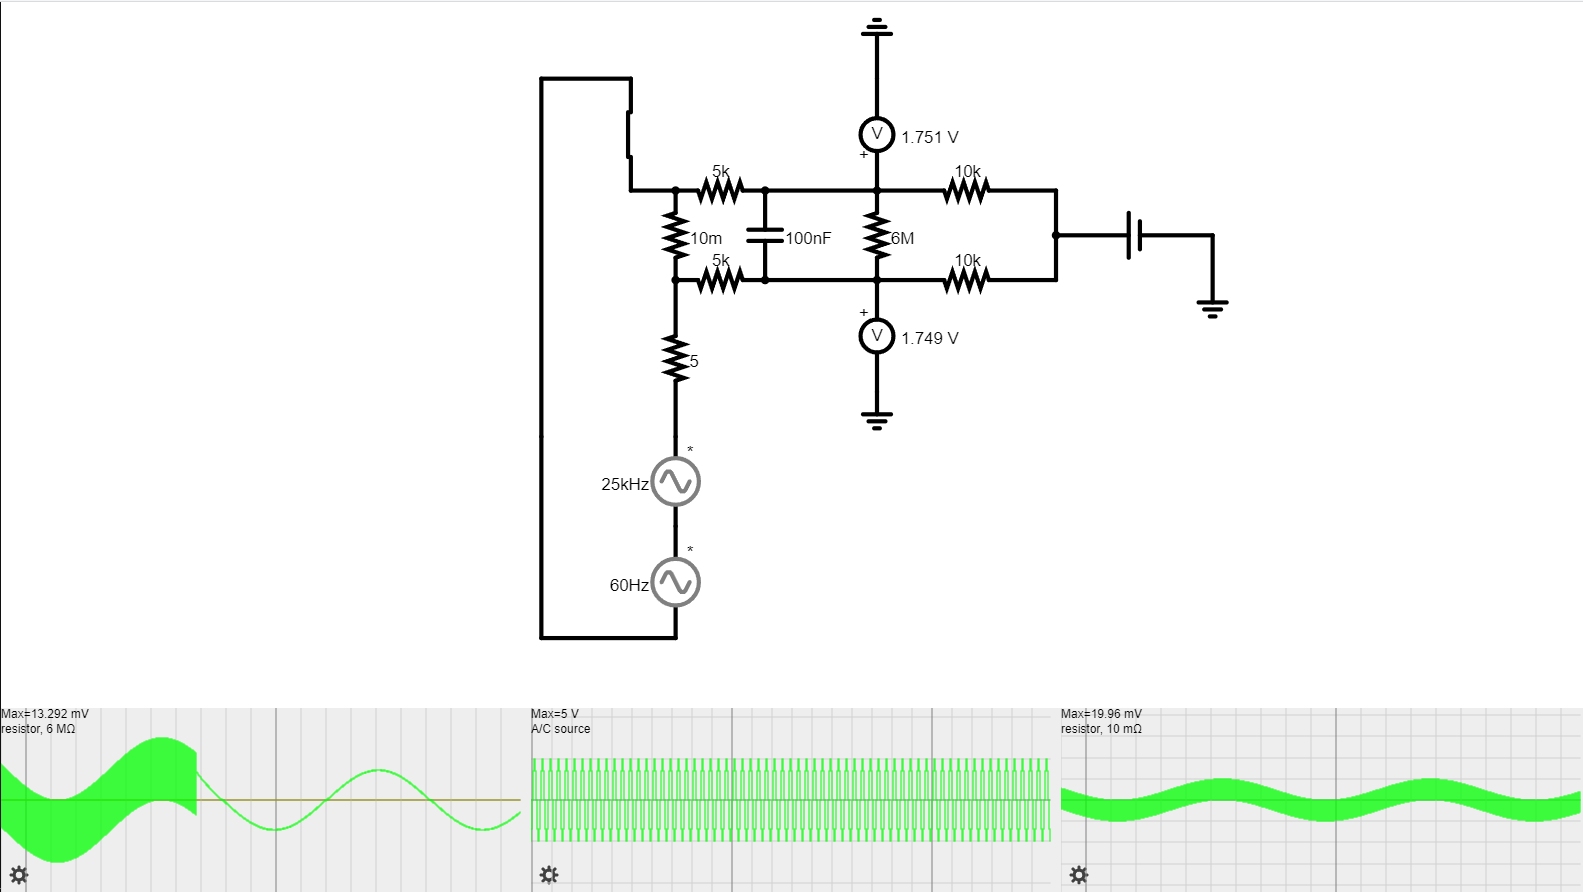 V
1.751 V
+
5k
10k
10m
100nF
6M
5k
10k
+
V
1.749 V
5
*
25kHz
*
60Hz
Max=13.292 mV
resistor, 6 MΩ
Max=5 V
A/C source
Max=19.96 mV
resistor, 10 mΩ